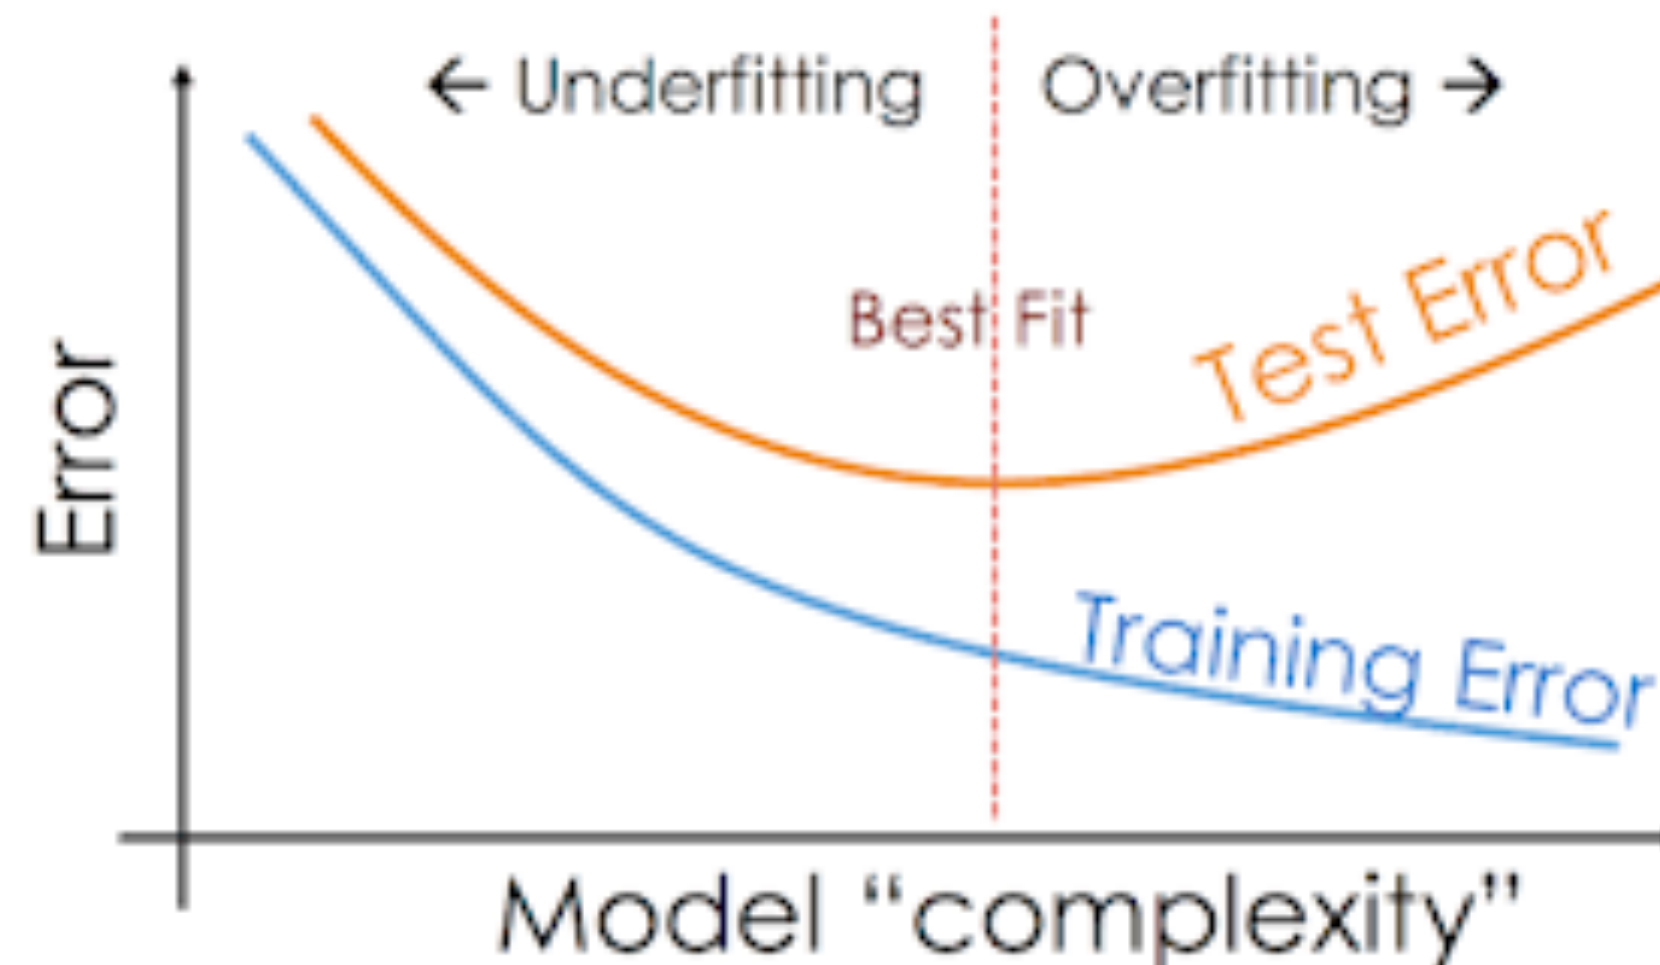 ← Underfitting
Overfitting →
Best Fit
Test Error
Training Error
Error
Model “complexity”